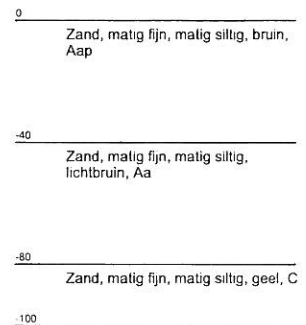 0
Zand, matig fijn, matig siltig, bruin,
Aap
-40
Zand, matig fijn, matig siltig,
lichtbruin, Aa
-80
Zand, matig fijn, matig siltig, geel, C
-100